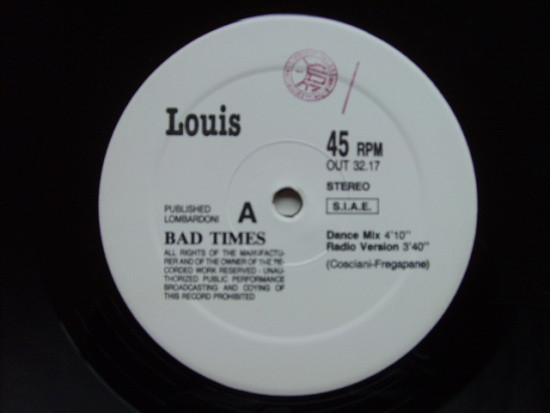 Louis
45 RPM
OUT 32.17
STEREO
S.I.A.E.
PUBLISHED
LOMBARDONI
A
BAD TIMES
ALL RIGHTS OF THE MANUFACTU-
RER AND OF THE OWNER OF THE RE-
CORDED WORK RESERVED - UNAU-
THORIZED PUBLIC PERFORMANCE
BROADCASTING AND COYING OF
THIS RECORD PROHIBITED
Dance Mix 4'10"
Radio Version 3'40"
(Cosciani-Fregapane)